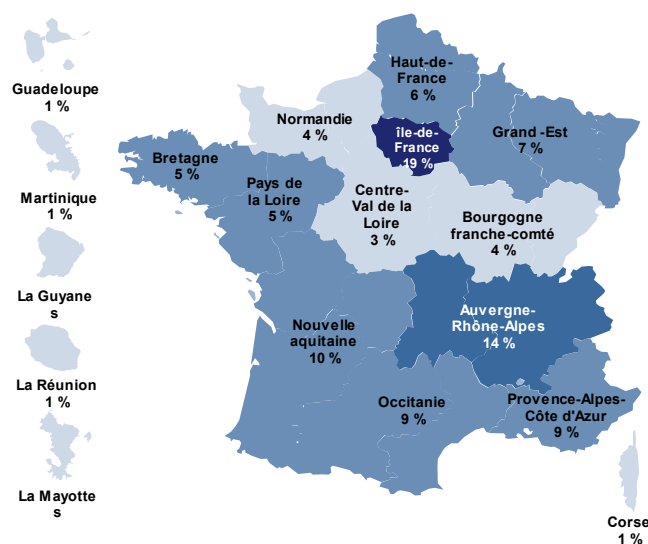 Guadeloupe
1 %
Martinique
1 %
La Guyane
s
La Réunion
1 %
La Mayotte
s
Haut-de-
France
6 %
Normandie
4 %
île-de-
France
19 %
Grand -Est
7 %
Bretagne
5 %
Pays de
la Loire
5 %
Centre-
Val de la
Loire
3 %
Bourgogne
franche-comté
4 %
Auvergne-
Rhône-Alpes
14 %
Nouvelle
aquitaine
10 %
Occitanie
9 %
Provence-Alpes-
Côte d'Azur
9 %
Corse
1 %